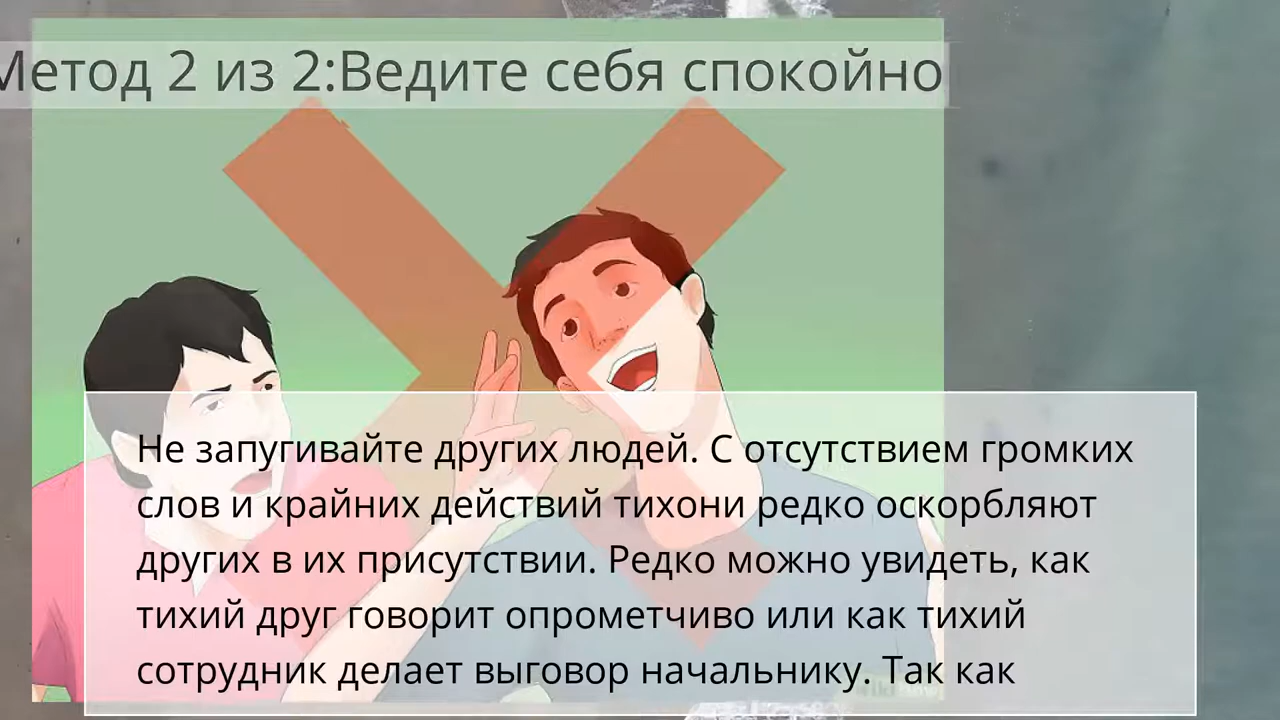 Метод 2 из 2:Ведите себя спокойно
Не запугивайте других людей. С отсутствием громких
слов и крайних действий тихони редко оскорбляют
других в их присутствии. Редко можно увидеть, как
тихий друг говорит опрометчиво или как тихий
сотрудник делает выговор начальнику. Так как